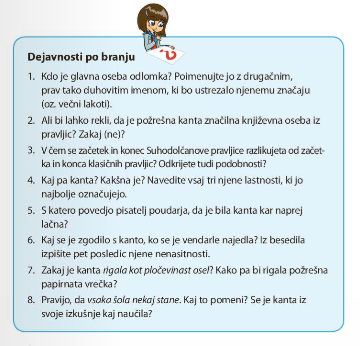 Dejavnosti po branju
1. Kdo je glavna oseba odlomka? Poimenujte jo z drugačnim,
prav tako duhovitim imenom, ki bo ustrezalo njenemu značaju
(oz. večni lakoti).
2. Ali bi lahko rekli, da je požrešna kanta značilna književna oseba iz
pravljic? Zakaj (ne)?
3. V čem se začetek in konec Suhodolčanove pravljice razlikujeta od začet-
ka in konca klasičnih pravljic? Odkrijete tudi podobnosti?
4. Kaj pa kanta? Kakšna je? Navedite vsaj tri njene lastnosti, ki jo
najbolje označujejo.
5. S katero povedjo pisatelj poudarja, da je bila kanta kar naprej
lačna?
6. Kaj se je zgodilo s kanto, ko se je vendarle najedla? Iz besedila
izpišite pet posledic njene nenasitnosti.
7. Zakaj je kanta rigala kot pločevinast osel? Kako pa bi rigala požrešna
papirnata vrečka?
8. Pravijo, da vsaka šola nekaj stane. Kaj to pomeni? Se je kanta iz
svoje izkušnje kaj naučila?